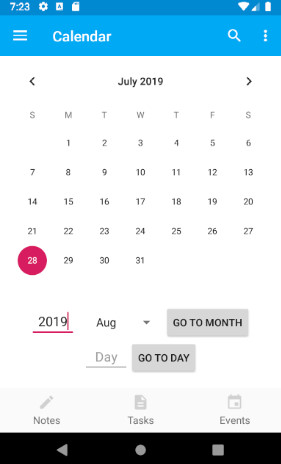 7:23
Calendar
July 2019
S M T W T F S
1 2 3 4 5 6
7 8 9 10 11 12 13
14 15 16 17 18 19 20
21 22 23 24 25 26 27
28 29 30 31
2019 Aug GO TO MONTH
Day GO TO DAY
Notes Tasks Events